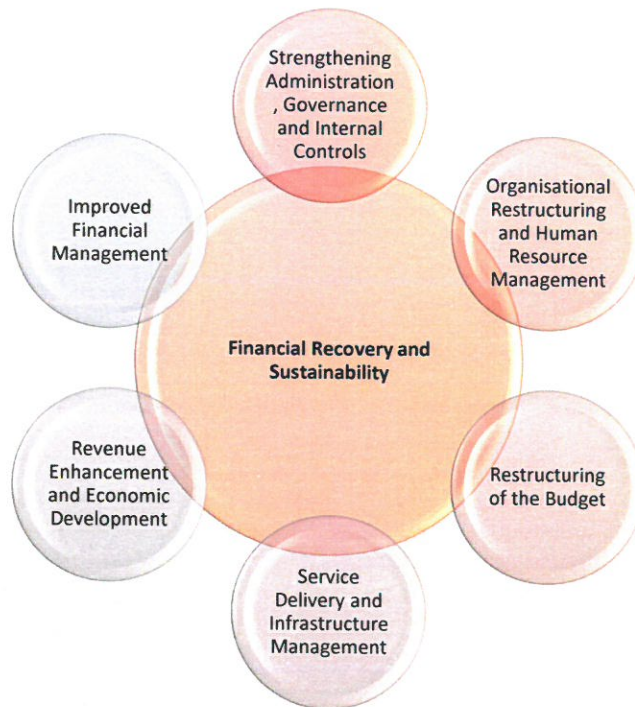 Strengthening
Administration
, Governance
and Internal
Controls
Organisational
Restructuring
and Human
Resource
Management
Improved
Financial
Management
Financial Recovery and
Sustainability
Revenue
Enhancement
and Economic
Development
Restructuring
of the Budget
Service
Delivery and
Infrastructure
Management